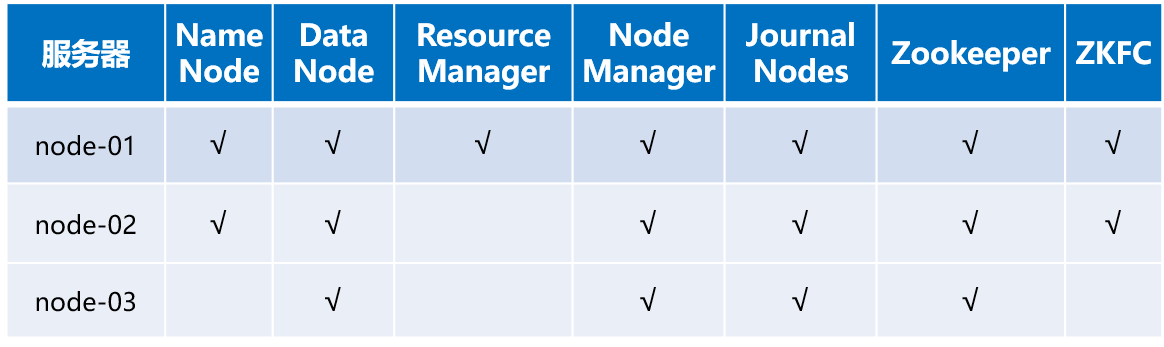 服务器 Name Node Data Node Resource Manager Node Manager Journal Nodes Zookeeper ZKFC
node-01 √ √ √ √ √ √ √
node-02 √ √ √ √ √ √
node-03 √ √ √ √